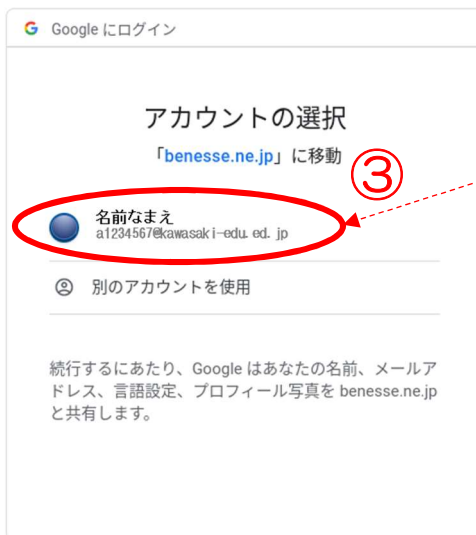 Google にログイン
アカウントの選択
「benesse.ne.jp」に移動
③
名前なまえ
a1234567@kawasaki-edu.ed.jp
別のアカウントを使用
続行するにあたり、Google はあなたの名前、メールア
ドレス、言語設定、プロフィール写真を benesse.ne.jp
と共有します。